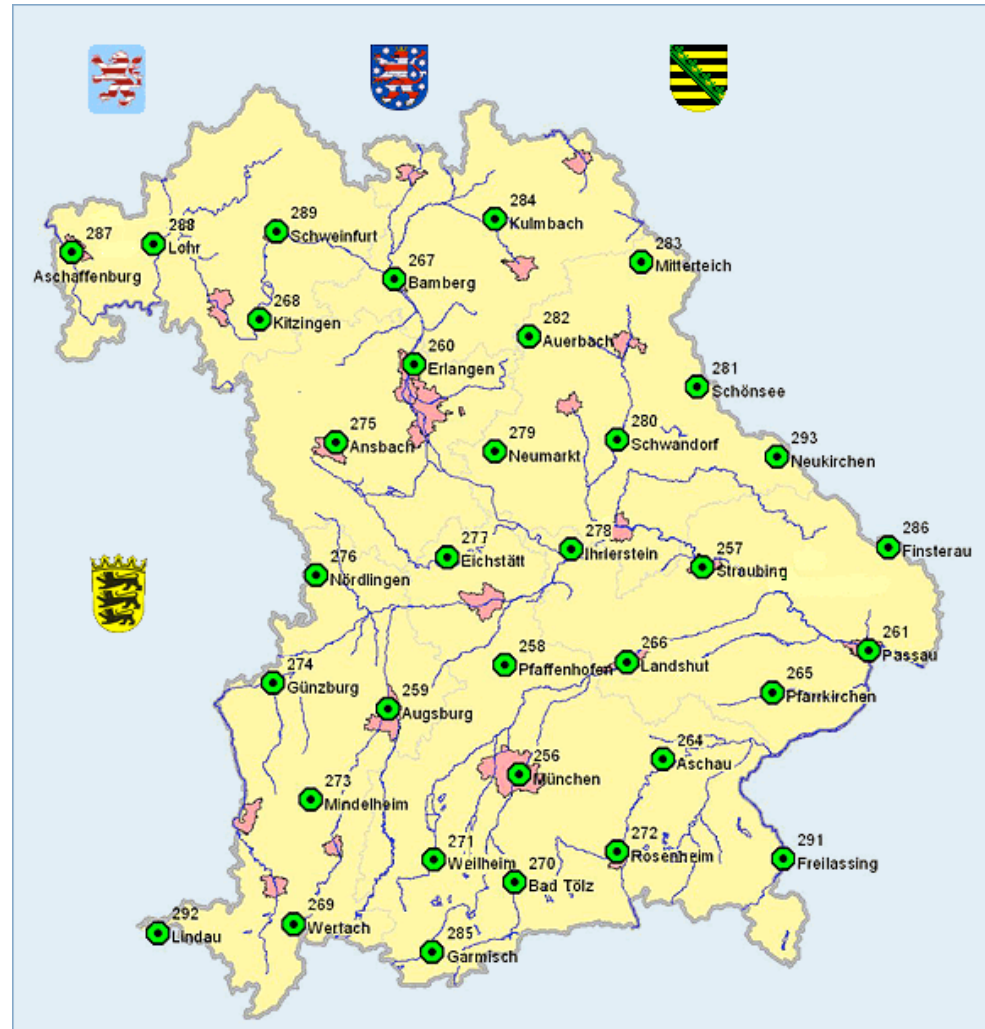 284
Kulmbach
289
Schweinfurt
288
Lohr
287
Aschaffenburg
283
Mitterteich
267
Bamberg
268
Kitzingen
282
Auerbach
260
Erlangen
281
Schönsee
275
Ansbach
279
Neumarkt
280
Schwandorf
293
Neukirchen
277
Eichstätt
278
Ihrlerstein
286
Finsterau
276
Nördlingen
257
Straubing
258
Pfaffenhofen
266
Landshut
261
Passau
274
Günzburg
259
Augsburg
265
Pfarrkirchen
256
München
264
Aschau
273
Mindelheim
271
Weilheim
270
Bad Tölz
272
Rosenheim
291
Freilassing
292
Lindau
269
Wertach
285
Garmisch